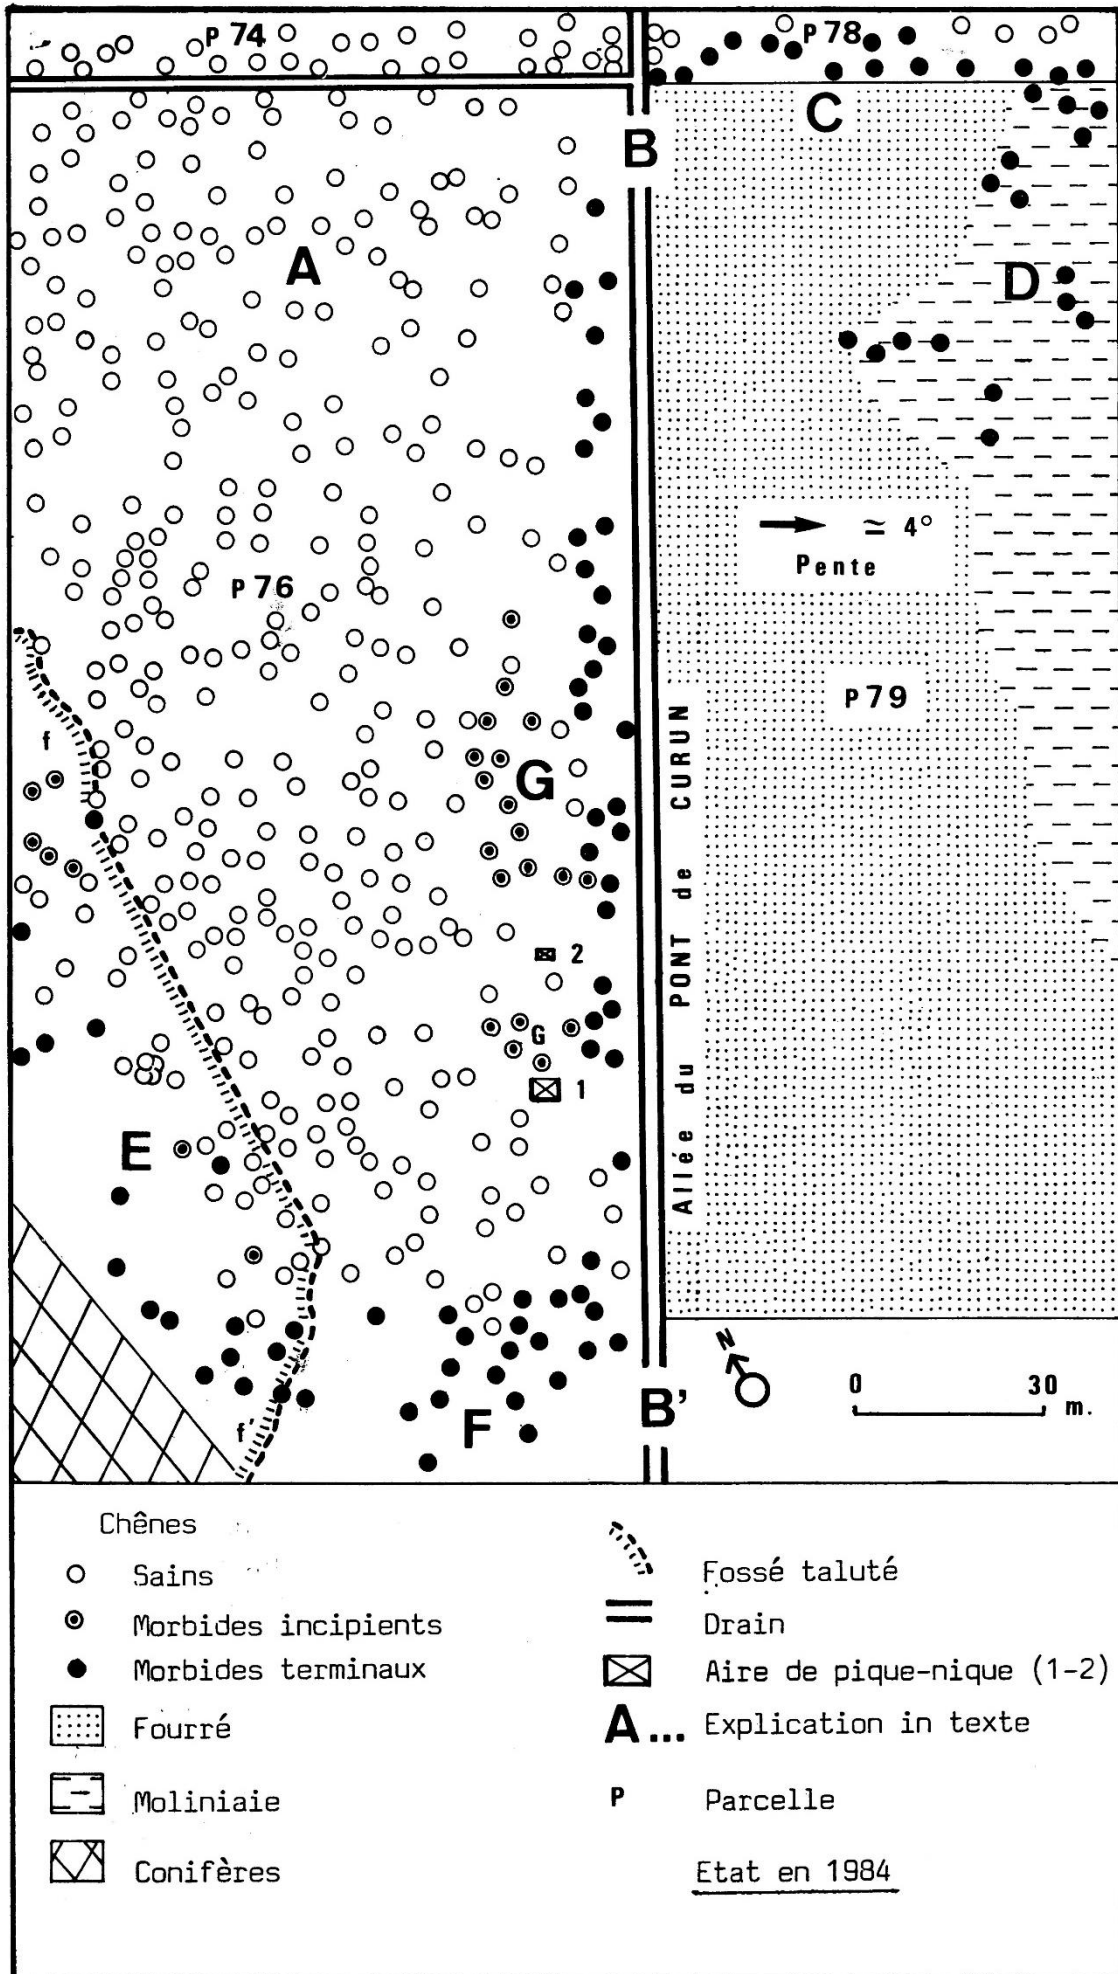 P 74
P 78
B
C
A
D
≃ 4°
Pente
P 76
P 79
f
G
Allée du PONT de CURUN
2
G
1
E
N
0 30 m.
B'
F
f'
Chênes
Sains
Fossé taluté
Morbides incipients
Drain
Morbides terminaux
Aire de pique-nique (1-2)
Fourré
A... Explication in texte
Moliniaie
P Parcelle
Conifères
Etat en 1984